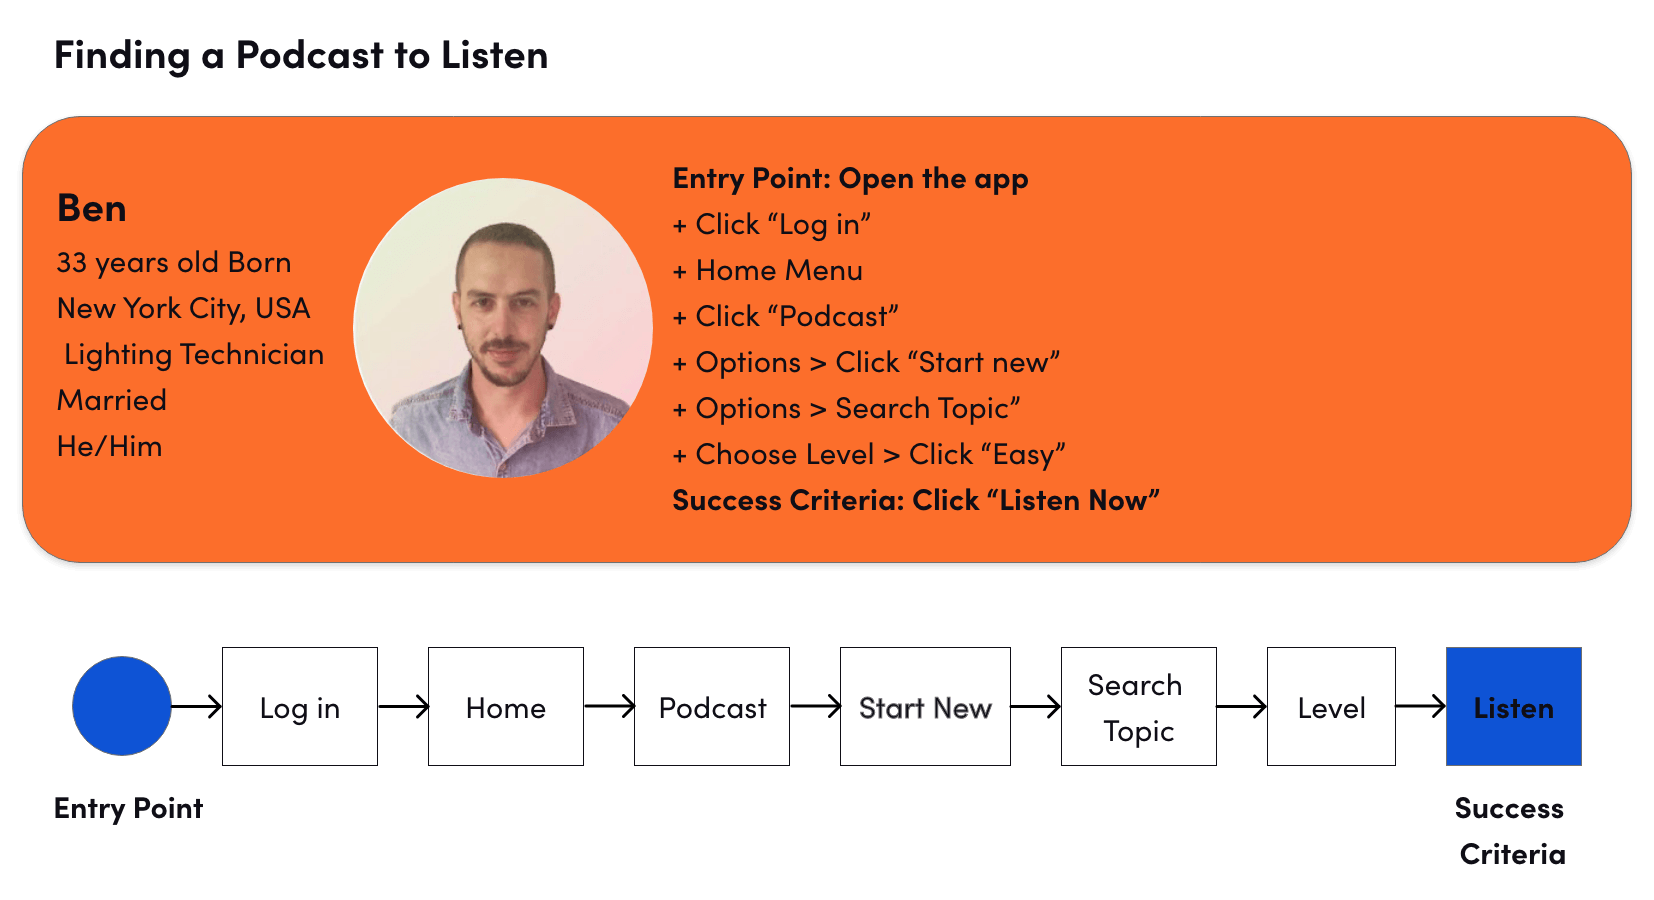 Finding a Podcast to Listen
Ben
33 years old Born
New York City, USA
Lighting Technician
Married
He/Him
Entry Point: Open the app
+ Click “Log in”
+ Home Menu
+ Click “Podcast”
+ Options > Click “Start new”
+ Options > Search Topic”
+ Choose Level > Click “Easy”
Success Criteria: Click “Listen Now”
Log in
Home
Podcast
Start New
Search
Topic
Level
Listen
Entry Point
Success
Criteria